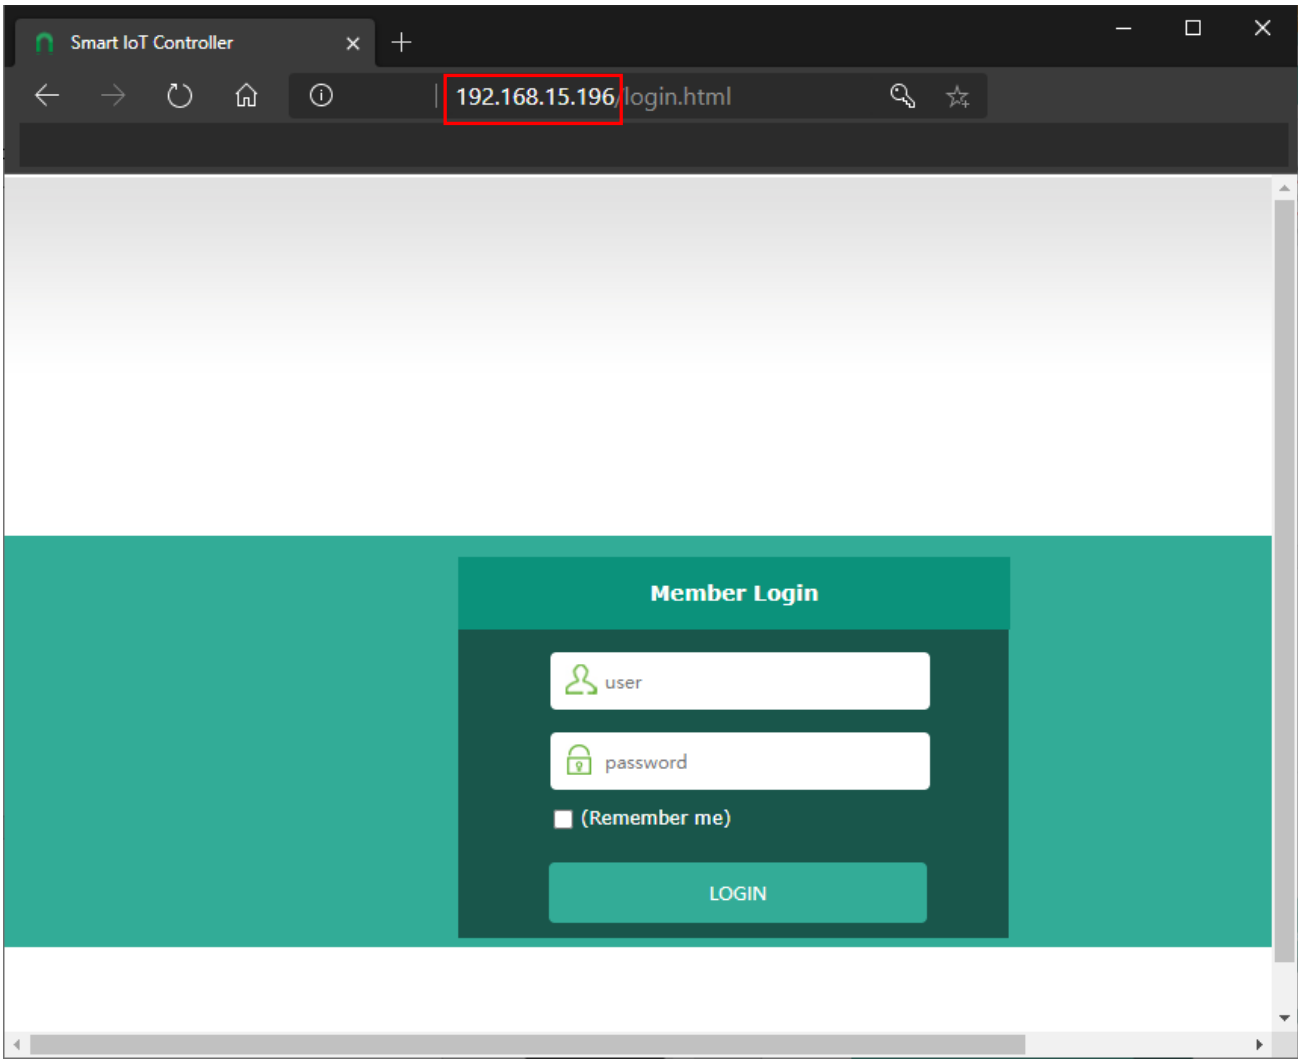 Smart IoT Controller
192.168.15.196/login.html
Member Login
user
password
(Remember me)
LOGIN